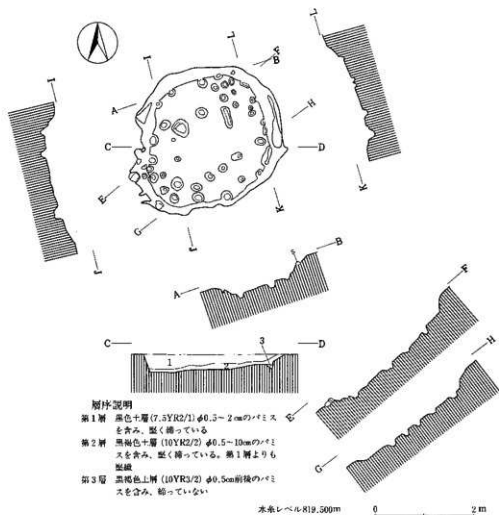 I
L
F
B
A
H
C
D
E
K
G
J
I
J
L
K
A
B
C
D
1
2
3
E
F
G
H
層序説明
第1層 黒色土層(7.5YR2/1)φ0.5~2cmのパミス
を含み、堅く締っている
第2層 黒褐色土層(10YR2/2)φ0.5~10cmのパミ
スを含み、堅く締っている。第1層よりも
堅緻
第3層 黒褐色土層(10YR3/2)φ0.5cm前後のパミ
スを含み、締っていない
水糸レベル819.500m
0 2m